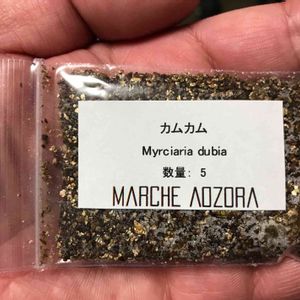 カムカム
Myrciaria dubia
数量: 5
MARCHE AOZORA